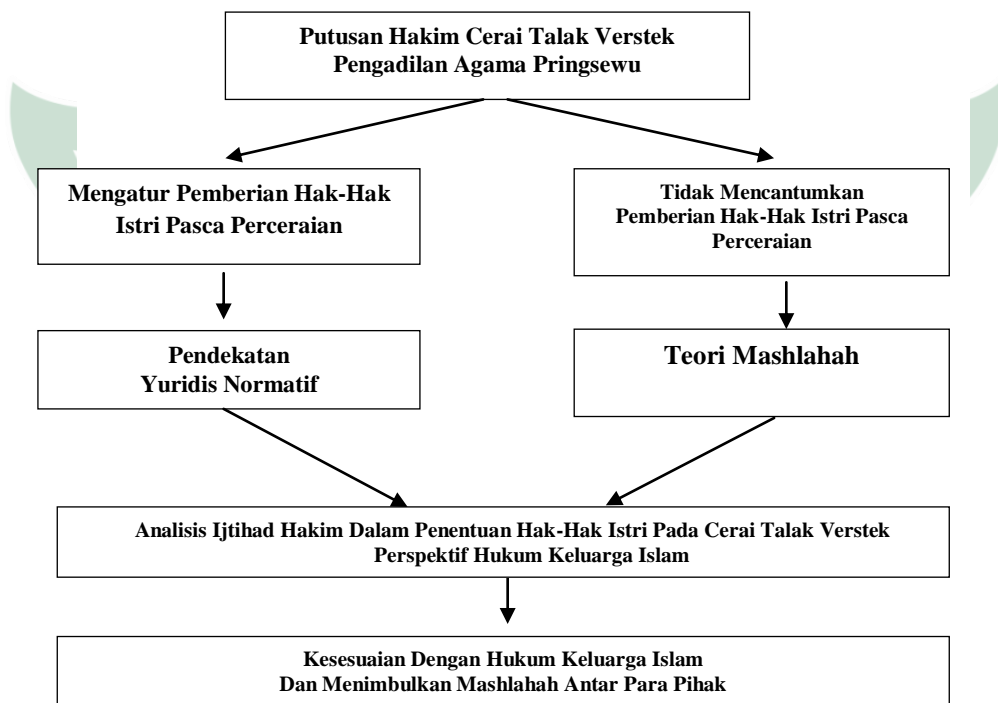 Putusan Hakim Cerai Talak Verstek
Pengadilan Agama Pringsewu
Mengatur Pemberian Hak-Hak
Istri Pasca Perceraian
Tidak Mencantumkan
Pemberian Hak-Hak Istri Pasca
Perceraian
Pendekatan
Yuridis Normatif
Teori Mashlahah
Analisis Ijtihad Hakim Dalam Penentuan Hak-Hak Istri Pada Cerai Talak Verstek
Perspektif Hukum Keluarga Islam
Kesesuaian Dengan Hukum Keluarga Islam
Dan Menimbulkan Mashlahah Antar Para Pihak